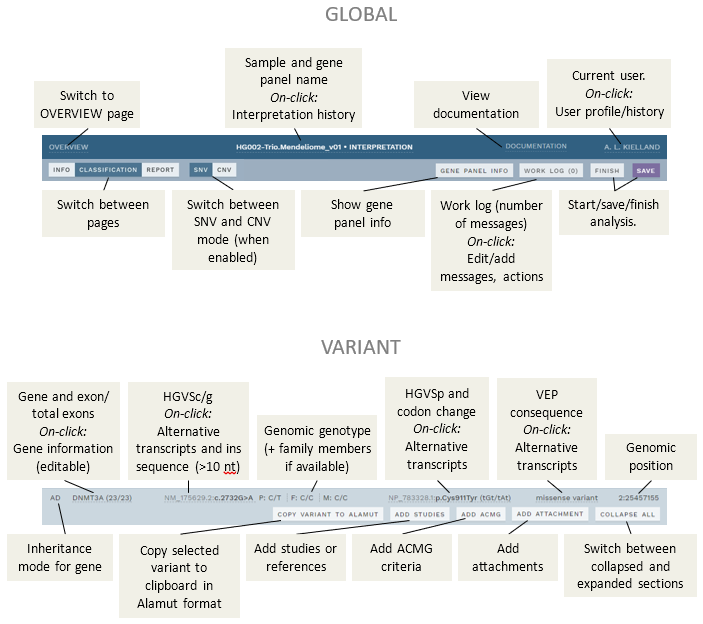 GLOBAL
Switch to
OVERVIEW page
Sample and gene
panel name
On-click:
Interpretation history
View
documentation
Current user.
On-click:
User profile/history
OVERVIEW
HG002-Trio.Mendeliome_v01 • INTERPRETATION
DOCUMENTATION
A. L. KIELLAND
INFO
CLASSIFICATION
REPORT
SNV
CNV
GENE PANEL INFO
WORK LOG (0)
FINISH
SAVE
Switch between
pages
Switch between
SNV and CNV
mode (when
enabled)
Show gene
panel info
Work log (number
of messages)
On-click:
Edit/add
messages, actions
Start/save/finish
analysis.
VARIANT
Gene and exon/
total exons
On-click:
Gene information
(editable)
HGVSc/g
On-click:
Alternative
transcripts and ins
sequence (>10 nt)
Genomic genotype
(+ family members
if available)
HGVSp and
codon change
On-click:
Alternative
transcripts
VEP
consequence
On-click:
Alternative
transcripts
Genomic
position
AD
DNMT3A (23/23)
NM_175629.2:c.2732G>A
P: C/T
F: C/C
M: C/C
NP_783328.1:p.Cys911Tyr (tGt/tAt)
missense variant
2:25457155
COPY VARIANT TO ALAMUT
ADD STUDIES
ADD ACMG
ADD ATTACHMENT
COLLAPSE ALL
Inheritance
mode for gene
Copy selected
variant to
clipboard in
Alamut format
Add studies or
references
Add ACMG
criteria
Add
attachments
Switch between
collapsed and
expanded sections